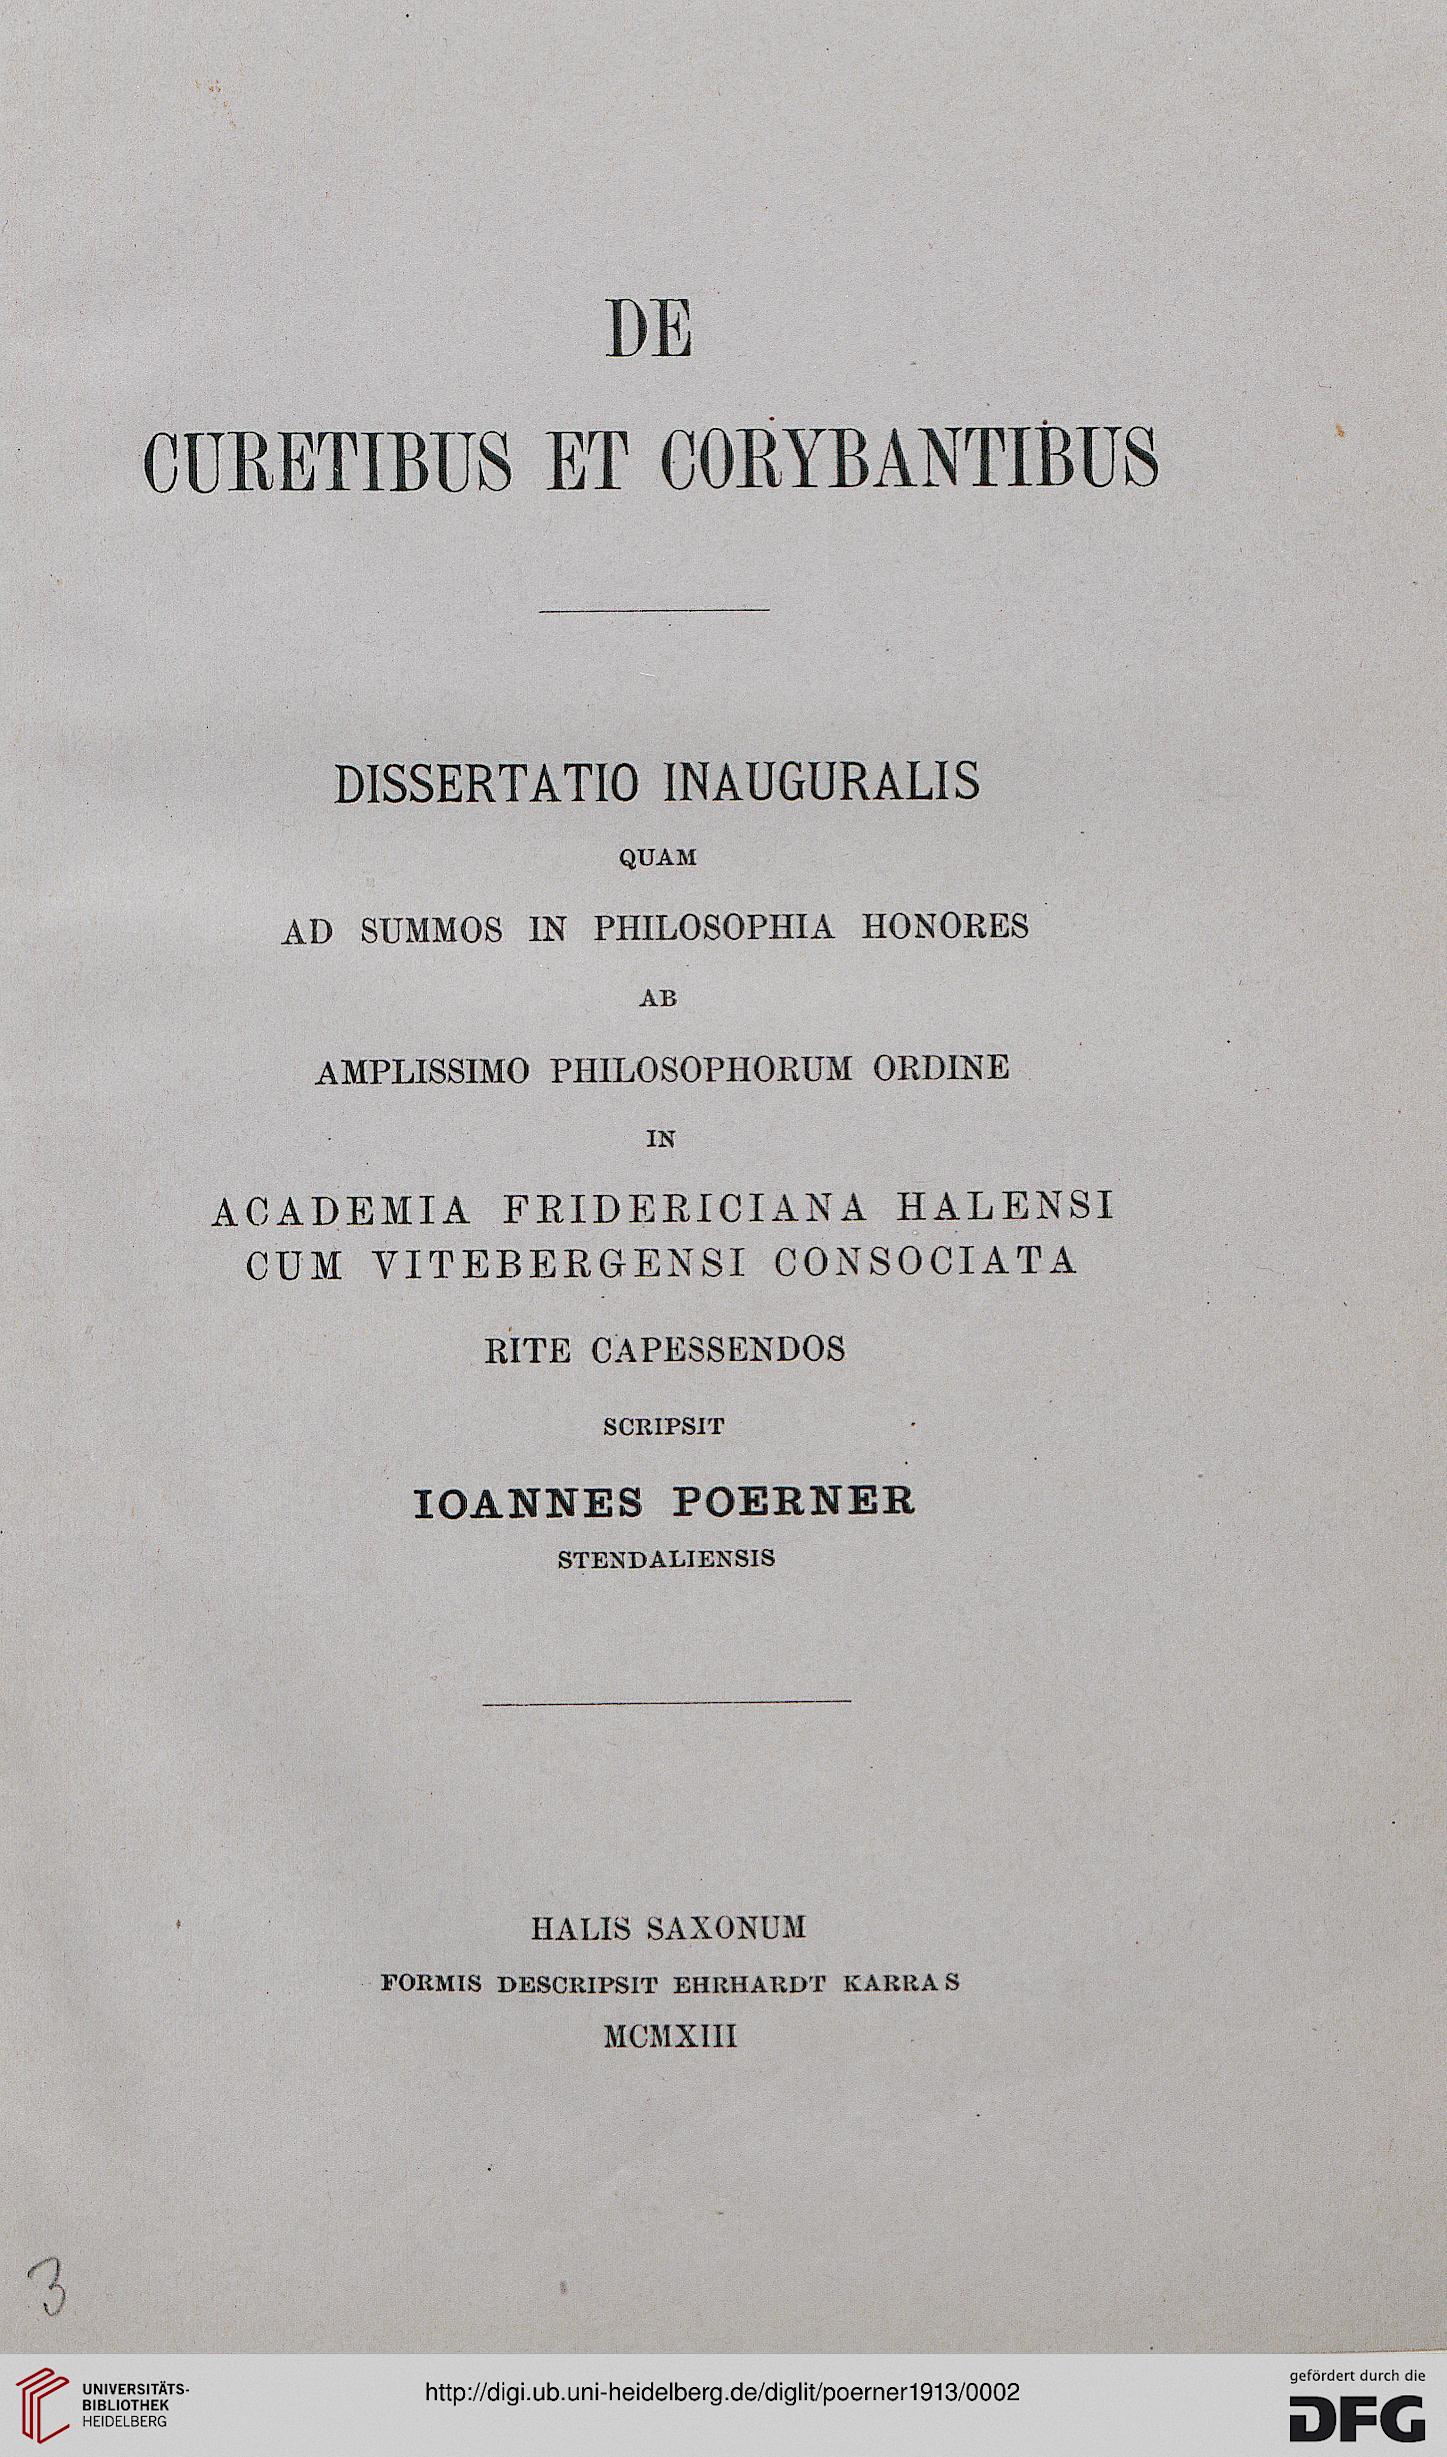 DE
CURETIBUS ET CORYBANTIBUS
DISSERTATIO INAUGURALIS
QUAM
AD SUMMOS IN PHILOSOPHIA HONORES
AB
AMPLISSIMO PHILOSOPHORUM ORDINE
IN
ACADEMIA FRIDERICIANA HALENSI
CUM VITEBERGENSI CONSOCIATA
RITE CAPESSENDOS
SCRIPSIT
IOANNES POERNER
STENDALIENSIS
HALIS SAXONUM
FORMIS DESCRIPSIT EHRHARDT KARRAS
MCMXIII
3
UNIVERSITÄTS-
BIBLIOTHEK
HEIDELBERG
http://digi.ub.uni-heidelberg.de/diglit/poerner1913/0002
gefördert durch die
DFG